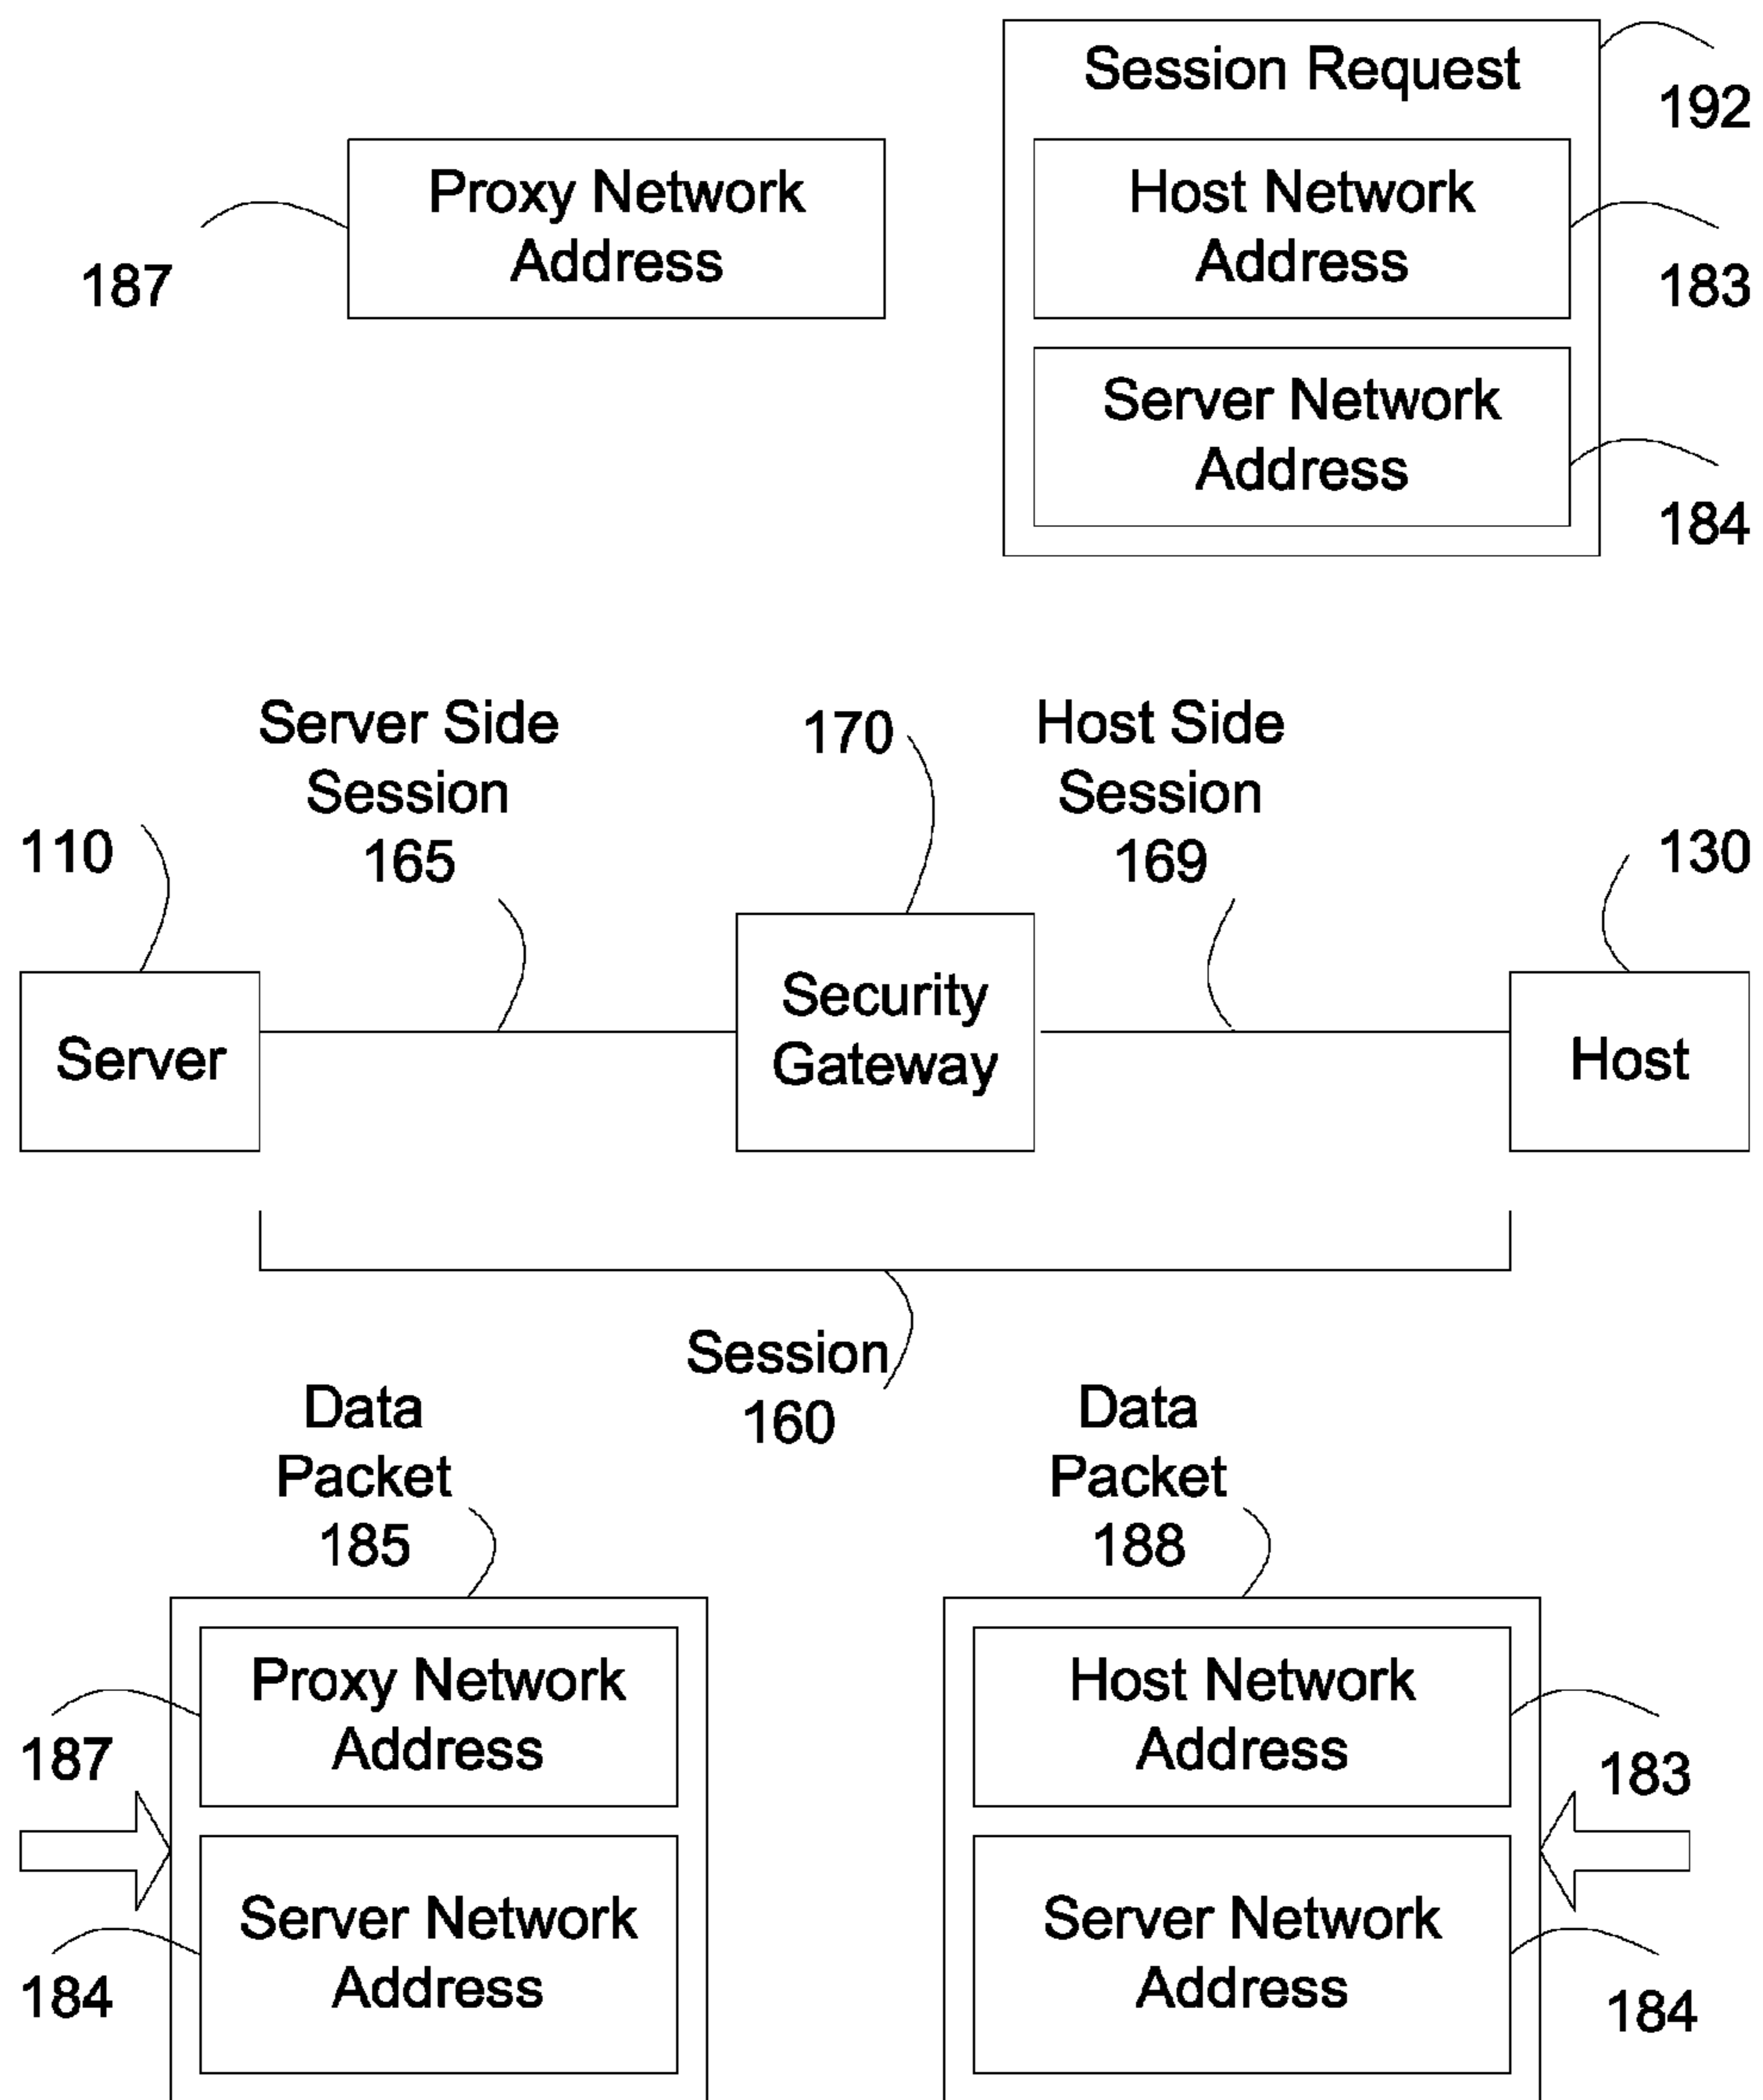 Session Request
192
Proxy Network
Address
187
Host Network
Address
183
Server Network
Address
184
Server Side
Session
165
170
Host Side
Session
169
110
130
Server
Security
Gateway
Host
Session
160
Data
Packet
185
Data
Packet
188
Proxy Network
Address
187
Server Network
Address
184
Host Network
Address
183
Server Network
Address
184